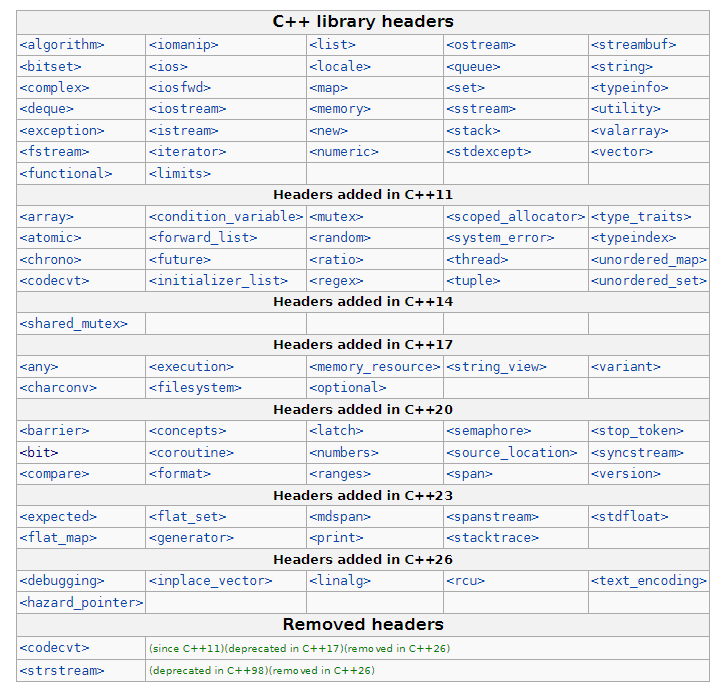 C++ library headers
<algorithm> <iomanip> <list> <ostream> <streambuf>
<bitset> <ios> <locale> <queue> <string>
<complex> <iosfwd> <map> <set> <typeinfo>
<deque> <iostream> <memory> <sstream> <utility>
<exception> <istream> <new> <stack> <valarray>
<fstream> <iterator> <numeric> <stdexcept> <vector>
<functional> <limits>
Headers added in C++11
<array> <condition_variable> <mutex> <scoped_allocator> <type_traits>
<atomic> <forward_list> <random> <system_error> <typeindex>
<chrono> <future> <ratio> <thread> <unordered_map>
<codecvt> <initializer_list> <regex> <tuple> <unordered_set>
Headers added in C++14
<shared_mutex>
Headers added in C++17
<any> <execution> <memory_resource> <string_view> <variant>
<charconv> <filesystem> <optional>
Headers added in C++20
<barrier> <concepts> <latch> <semaphore> <stop_token>
<bit> <coroutine> <numbers> <source_location> <syncstream>
<compare> <format> <ranges> <span> <version>
Headers added in C++23
<expected> <flat_set> <mdspan> <spanstream> <stdfloat>
<flat_map> <generator> <print> <stacktrace>
Headers added in C++26
<debugging> <inplace_vector> <linalg> <rcu> <text_encoding>
<hazard_pointer>
Removed headers
<codecvt> (since C++11)(deprecated in C++17)(removed in C++26)
<strstream> (deprecated in C++98)(removed in C++26)